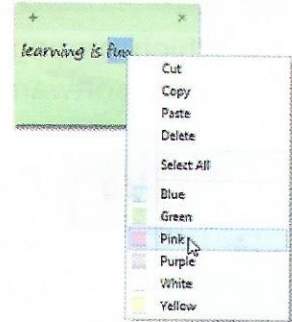 learning is fun
Cut
Copy
Paste
Delete
Select All
Blue
Green
Pink
Purple
White
Yellow